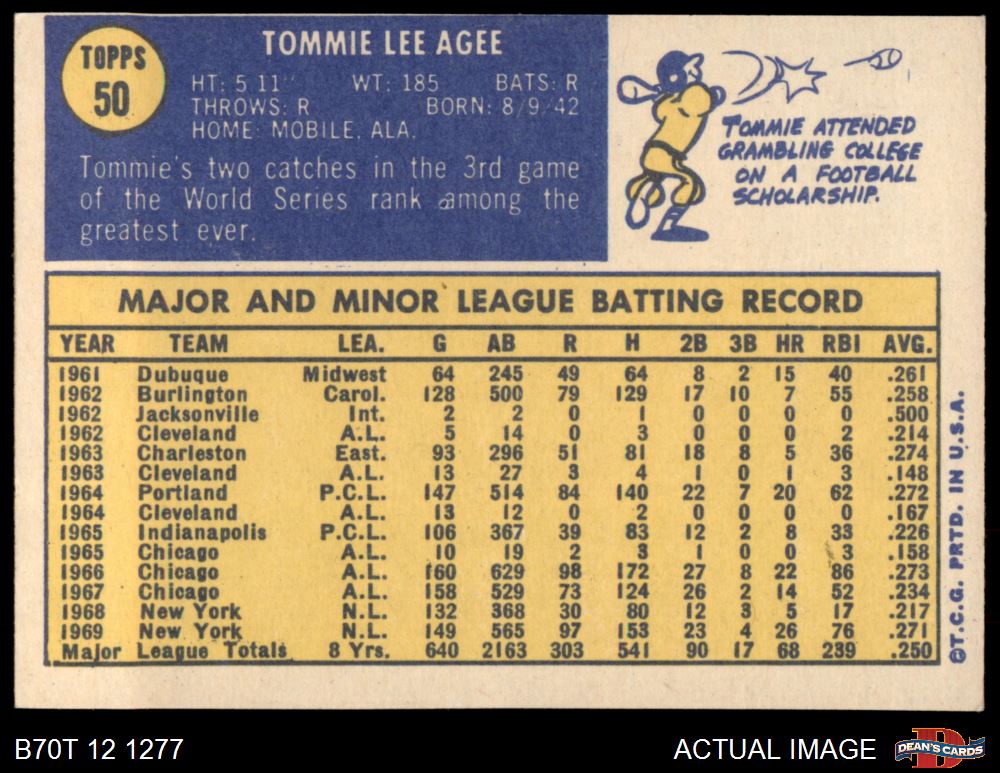 TOPPS
50
TOMMIE LEE AGEE
HT: 5 11" WT: 185 BATS: R
THROWS: R BORN: 8/9/42
HOME: MOBILE, ALA.
Tommie's two catches in the 3rd game
of the World Series rank among the
greatest ever.
TOMMIE ATTENDED
GRAMBLING COLLEGE
ON A FOOTBALL
SCHOLARSHIP.
MAJOR AND MINOR LEAGUE BATTING RECORD
YEAR TEAM LEA. G AB R H 2B 3B HR RBI AVG.
1961 Dubuque Midwest 64 245 49 64 8 2 15 40 .261
1962 Burlington Carol. 128 500 79 129 17 10 7 55 .258
1962 Jacksonville Int. 2 2 0 1 0 0 0 0 .500
1962 Cleveland A.L. 5 14 0 3 0 0 0 2 .214
1963 Charleston East. 93 296 51 81 18 8 5 36 .274
1963 Cleveland A.L. 13 27 3 4 1 0 1 3 .148
1964 Portland P.C.L. 147 514 84 140 22 7 20 62 .272
1964 Cleveland A.L. 13 12 0 2 0 0 0 0 .167
1965 Indianapolis P.C.L. 106 367 39 83 12 2 8 33 .226
1965 Chicago A.L. 10 19 2 3 1 0 0 3 .158
1966 Chicago A.L. 160 629 98 172 27 8 22 86 .273
1967 Chicago A.L. 158 529 73 124 26 2 14 52 .234
1968 New York N.L. 132 368 30 80 12 3 5 17 .217
1969 New York N.L. 149 565 97 153 23 4 26 76 .271
Major League Totals 8 Yrs. 640 2163 303 541 90 17 68 239 .250
©T.C.G. PRTD. IN U.S.A.
B70T 12 1277
ACTUAL IMAGE
D
DEAN'S CARDS